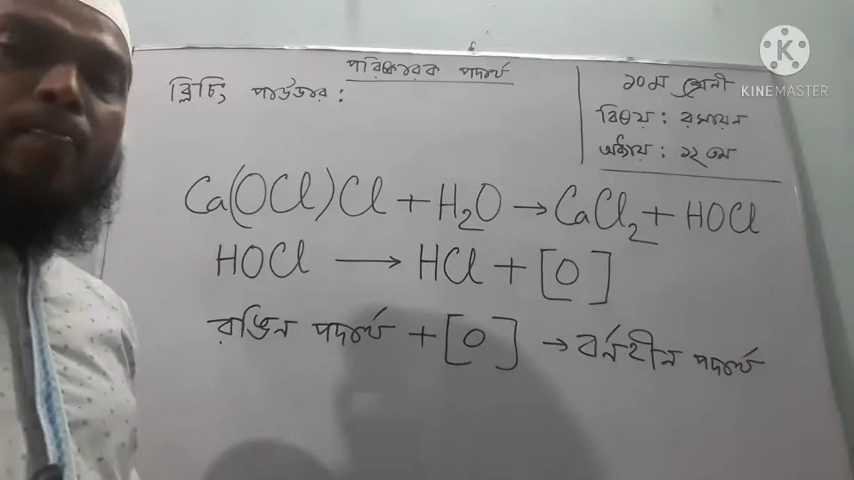 পরিষ্কারক পদার্থ
ব্লিচিং পাউডার :
১০ম শ্রেনী
বিষয় : রসায়ন
অধ্যায় : ১২তম
Ca(OCl)Cl + H₂O → CaCl₂ + HOCl
HOCl → HCl + [O]
রঙিন পদার্থ + [O] → বর্নহীন পদার্থ
K
KINEMASTER